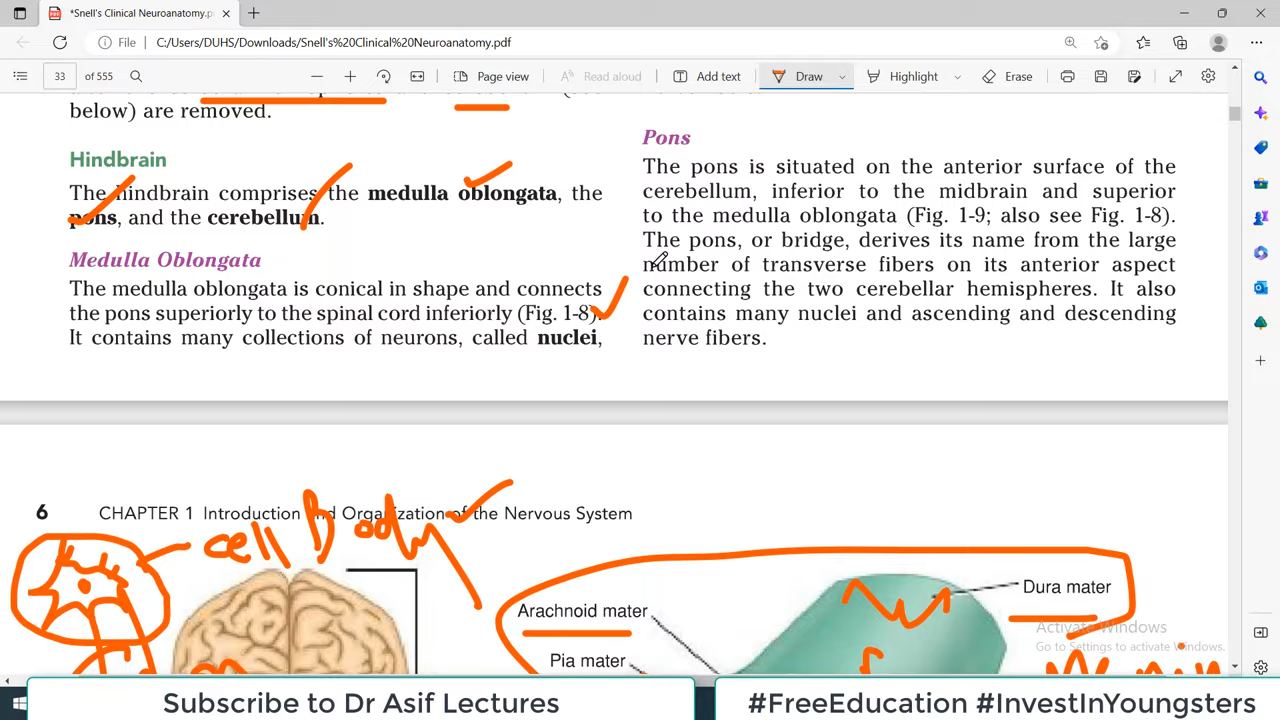 *Snell's Clinical Neuroanatomy.p
File
C:/Users/DUHS/Downloads/Snell's%20Clinical%20Neuroanatomy.pdf
33 of 555
Page view
Read aloud
Add text
Draw
Highlight
Erase
below) are removed.
Hindbrain
The hindbrain comprises the medulla oblongata, the
pons, and the cerebellum.
Medulla Oblongata
The medulla oblongata is conical in shape and connects
the pons superiorly to the spinal cord inferiorly (Fig. 1-8).
It contains many collections of neurons, called nuclei,
Pons
The pons is situated on the anterior surface of the
cerebellum, inferior to the midbrain and superior
to the medulla oblongata (Fig. 1-9; also see Fig. 1-8).
The pons, or bridge, derives its name from the large
number of transverse fibers on its anterior aspect
connecting the two cerebellar hemispheres. It also
contains many nuclei and ascending and descending
nerve fibers.
6 CHAPTER 1 Introduction and Organization of the Nervous System
cell Body
Arachnoid mater
Pia mater
Dura mater
Activate Windows
Go to Settings to activate Windows.
Subscribe to Dr Asif Lectures
#FreeEducation #InvestInYoungsters